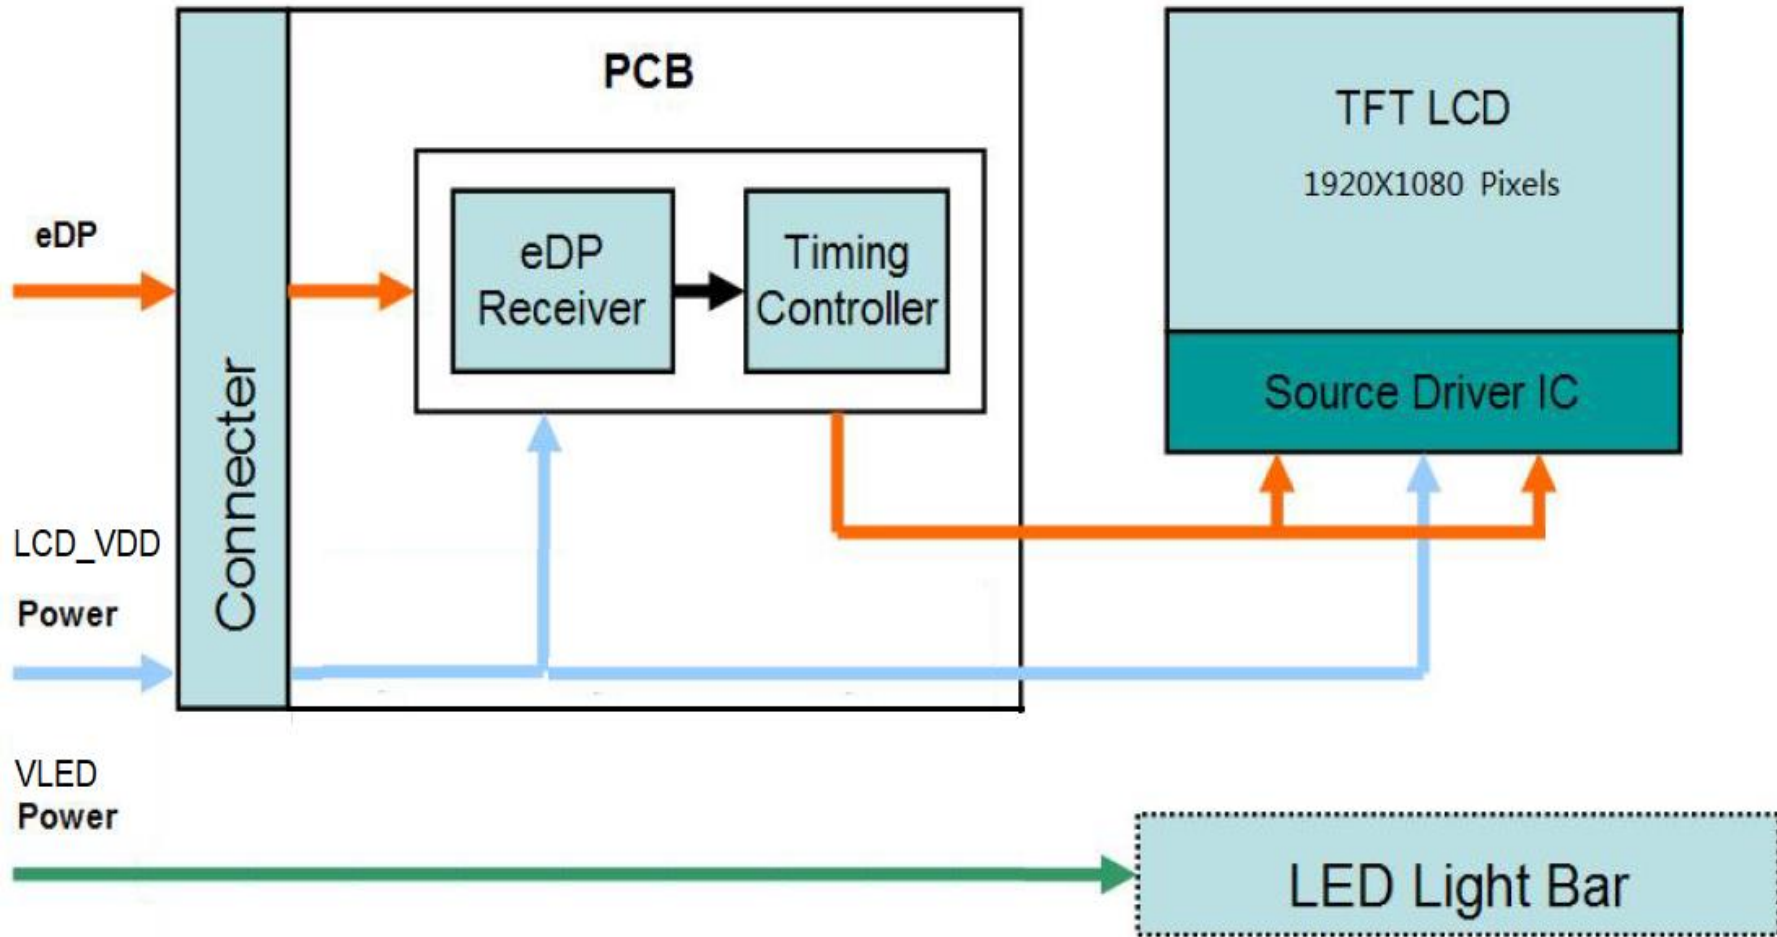 PCB
TFT LCD
1920X1080 Pixels
eDP
eDP
Receiver
Timing
Controller
Connecter
Source Driver IC
LCD_VDD
Power
VLED
Power
LED Light Bar